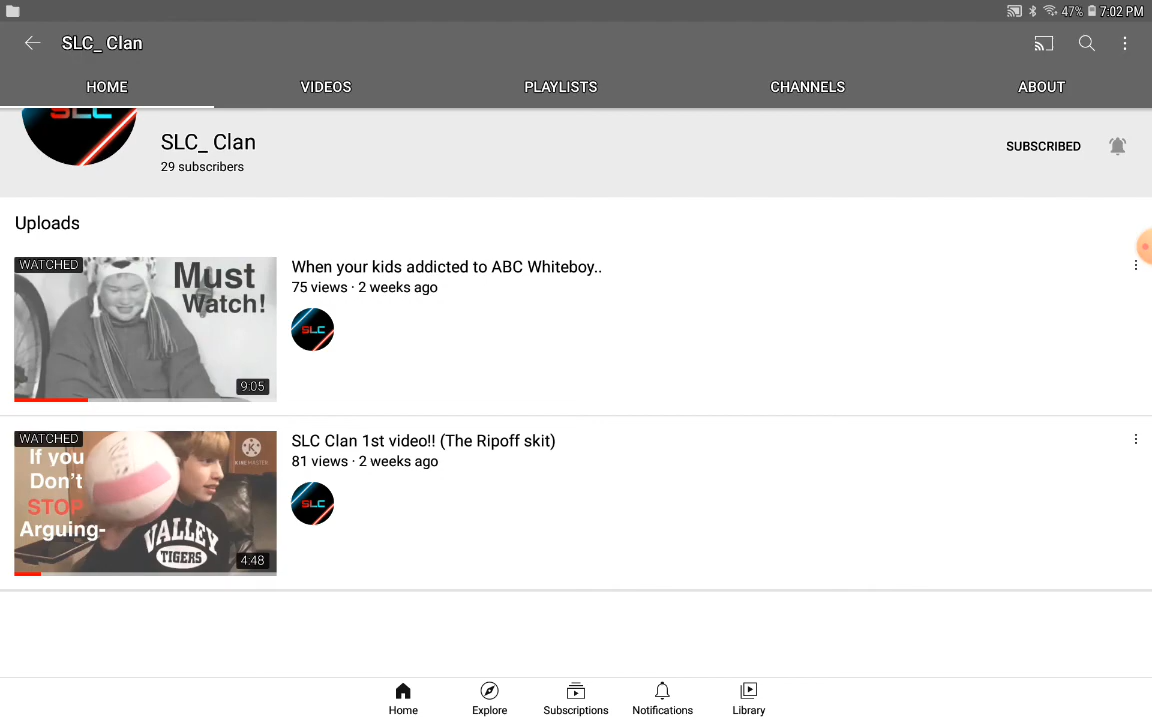 47% 7:02 PM
SLC_ Clan
HOME VIDEOS PLAYLISTS CHANNELS ABOUT
SLC
SLC_ Clan
29 subscribers
SUBSCRIBED
Uploads
WATCHED
Must
Watch!
9:05
When your kids addicted to ABC Whiteboy..
75 views · 2 weeks ago
SLC
WATCHED
If you
Don't
STOP
Arguing-
KINEMASTER
VALLEY
TIGERS
4:48
SLC Clan 1st video!! (The Ripoff skit)
81 views · 2 weeks ago
SLC
Home Explore Subscriptions Notifications Library